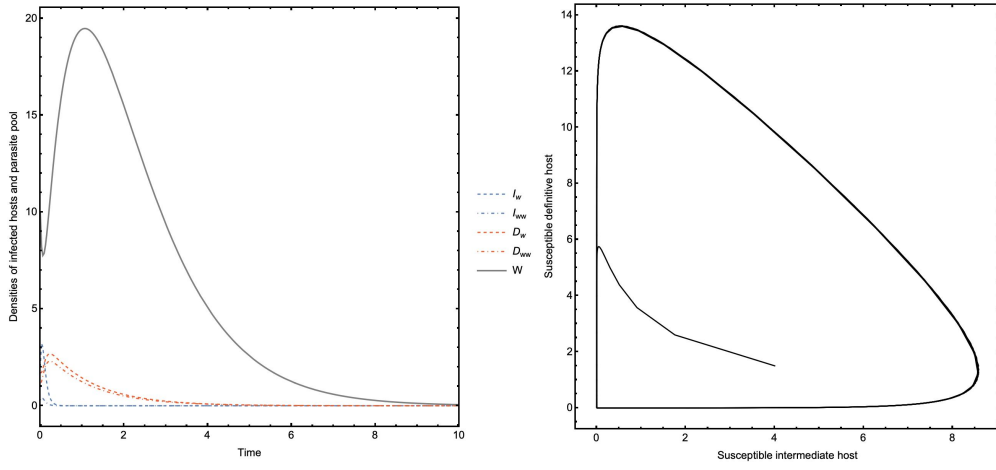 20
15
10
5
0
0 2 4 6 8 10
Time
Densities of infected hosts and parasite pool
I_w
I_ww
D_w
D_ww
W
14
12
10
8
6
4
2
0
0 2 4 6 8
Susceptible intermediate host
Susceptible definitive host